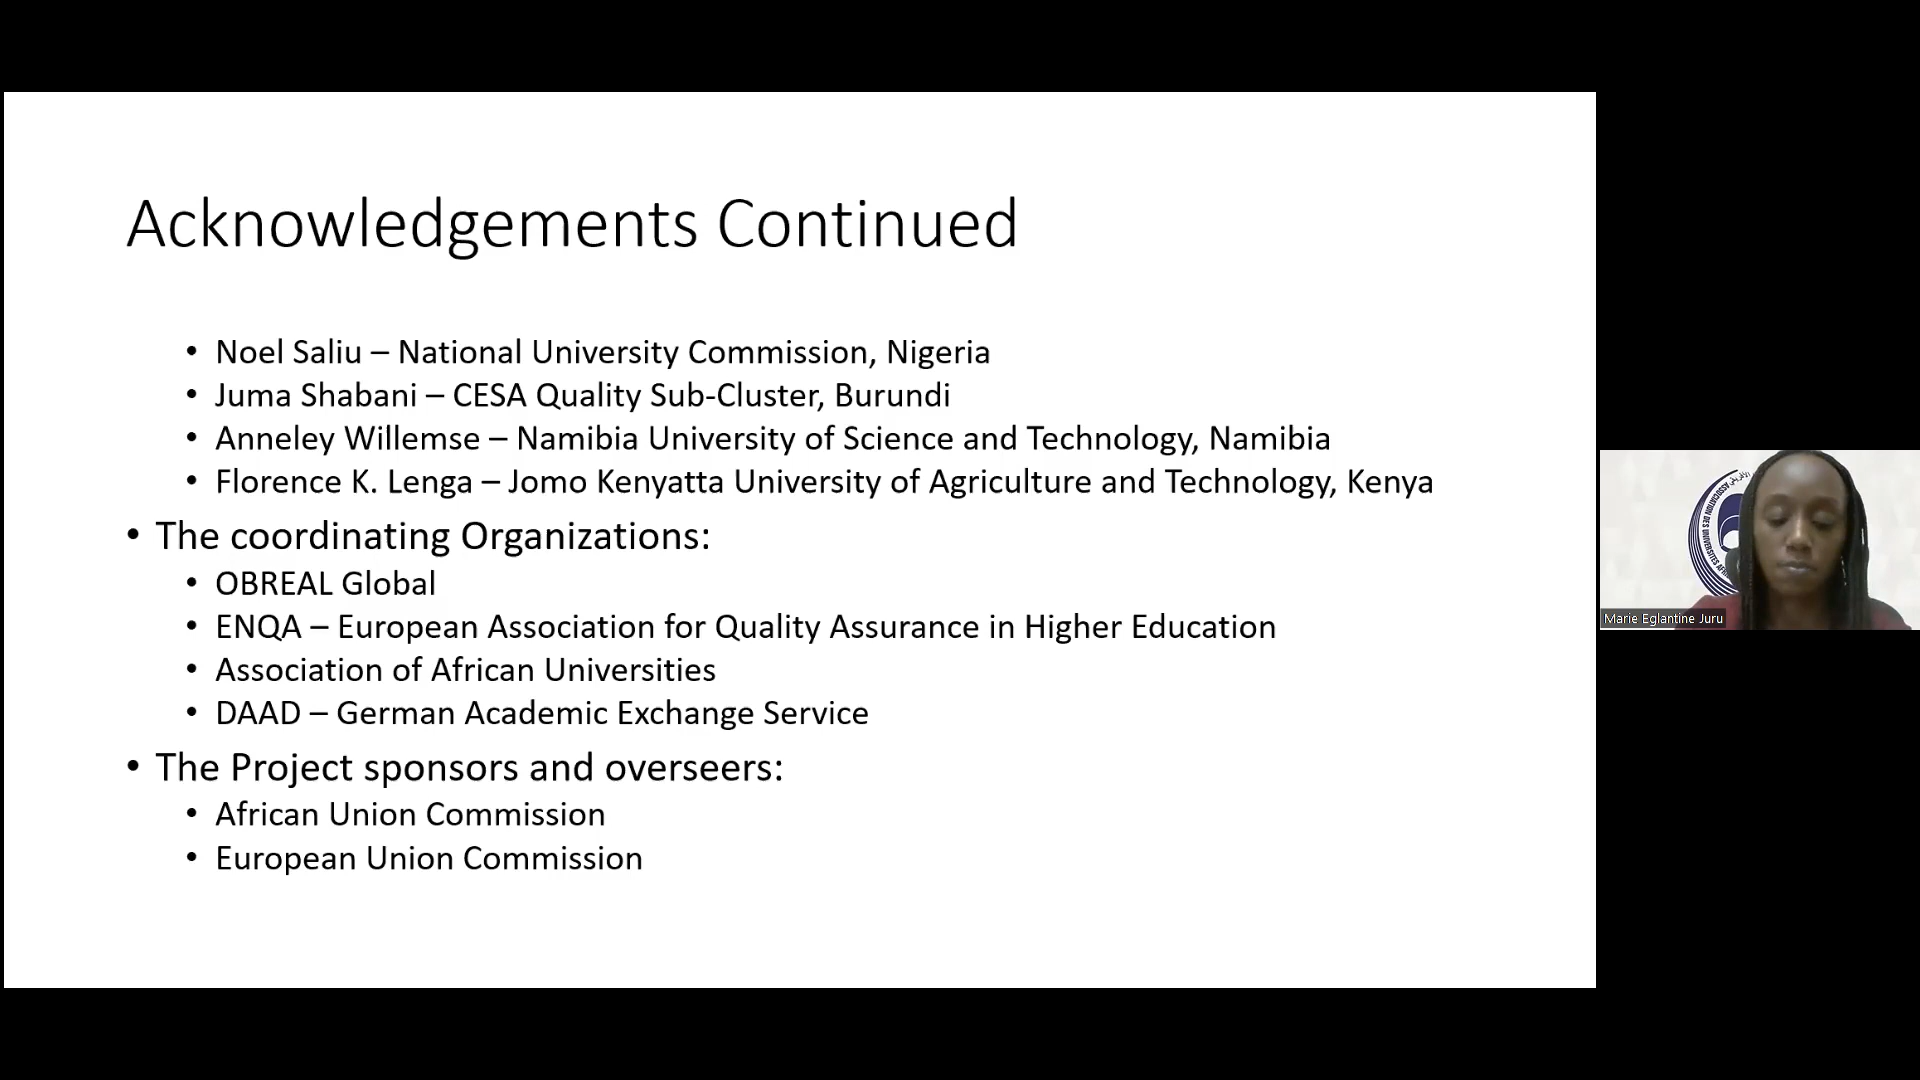 Acknowledgements Continued
• Noel Saliu – National University Commission, Nigeria
• Juma Shabani – CESA Quality Sub-Cluster, Burundi
• Anneley Willemse – Namibia University of Science and Technology, Namibia
• Florence K. Lenga – Jomo Kenyatta University of Agriculture and Technology, Kenya
• The coordinating Organizations:
• OBREAL Global
• ENQA – European Association for Quality Assurance in Higher Education
• Association of African Universities
• DAAD – German Academic Exchange Service
• The Project sponsors and overseers:
• African Union Commission
• European Union Commission
ASSOCIATION DES UNIVERSITES
Marie Eglantine Juru